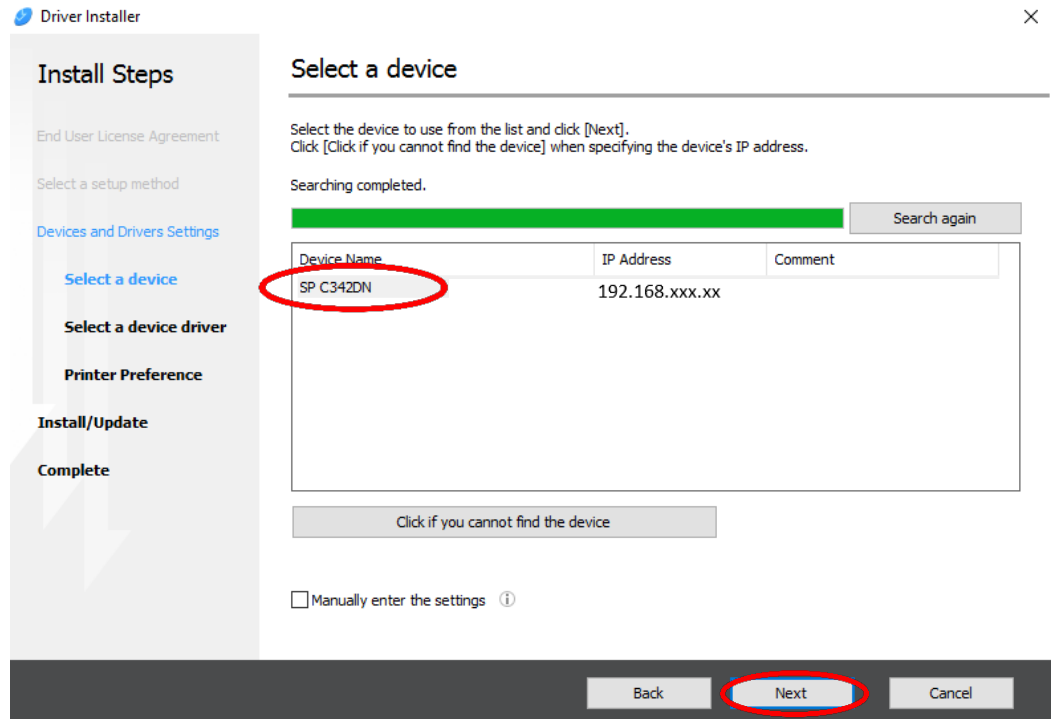 Driver Installer
Install Steps
End User License Agreement
Select a setup method
Devices and Drivers Settings
Select a device
Select a device driver
Printer Preference
Install/Update
Complete
Select a device
Select the device to use from the list and click [Next].
Click [Click if you cannot find the device] when specifying the device's IP address.
Searching completed.
Search again
Device Name IP Address Comment
SP C342DN 192.168.xxx.xx
Click if you cannot find the device
Manually enter the settings
Back Next Cancel